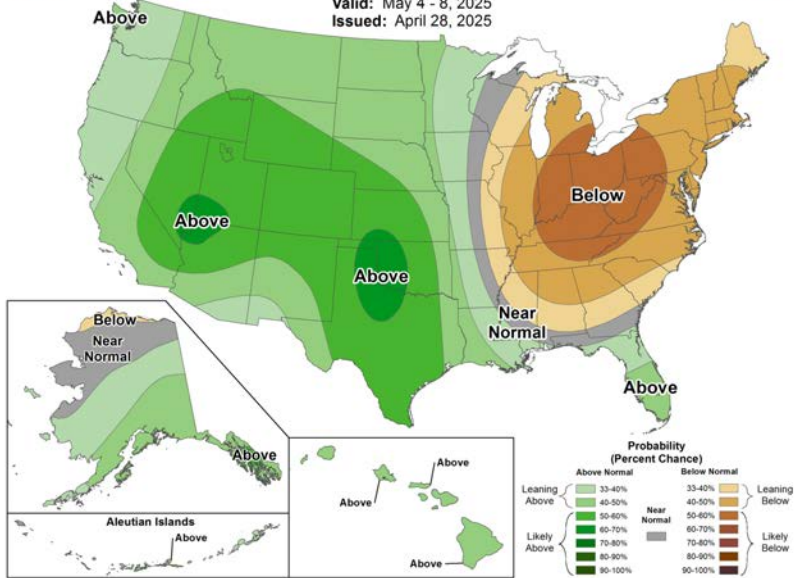 Valid: May 4 - 8, 2025
Issued: April 28, 2025
Above
Above
Above
Below
Near
Normal
Above
Below
Near
Normal
Above
Aleutian Islands
Above
Above
Above
Above
Probability
(Percent Chance)
Above Normal
Below Normal
Leaning
Above
33-40%
40-50%
50-60%
60-70%
70-80%
80-90%
90-100%
Likely
Above
Near
Normal
33-40%
40-50%
50-60%
60-70%
70-80%
80-90%
90-100%
Leaning
Below
Likely
Below